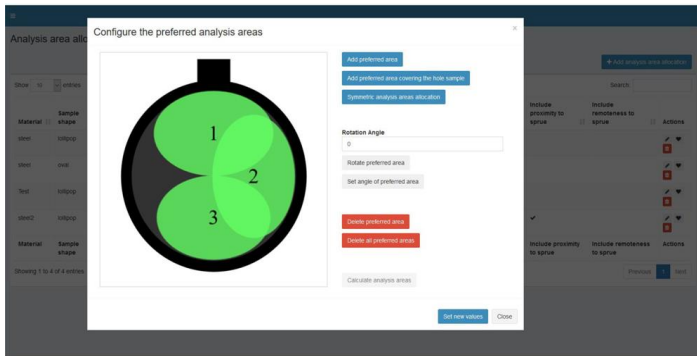 Analysis area allo
Configure the preferred analysis areas
×
Add preferred area
Add preferred area covering the hole sample
Symmetric analysis areas allocation
+ Add analysis area allocation
Show 10 entries
Search:
Material
Sample shape
Include proximity to sprue
Include remoteness to sprue
Actions
1
2
3
Rotation Angle
0
Rotate preferred area
Set angle of preferred area
steel lollipop
steel oval
Test lollipop
steel2 lollipop
Delete preferred area
Delete all preferred areas
Material
Sample shape
Include proximity to sprue
Include remoteness to sprue
Actions
Showing 1 to 4 of 4 entries
Previous 1 Next
Calculate analysis areas
Set new values
Close